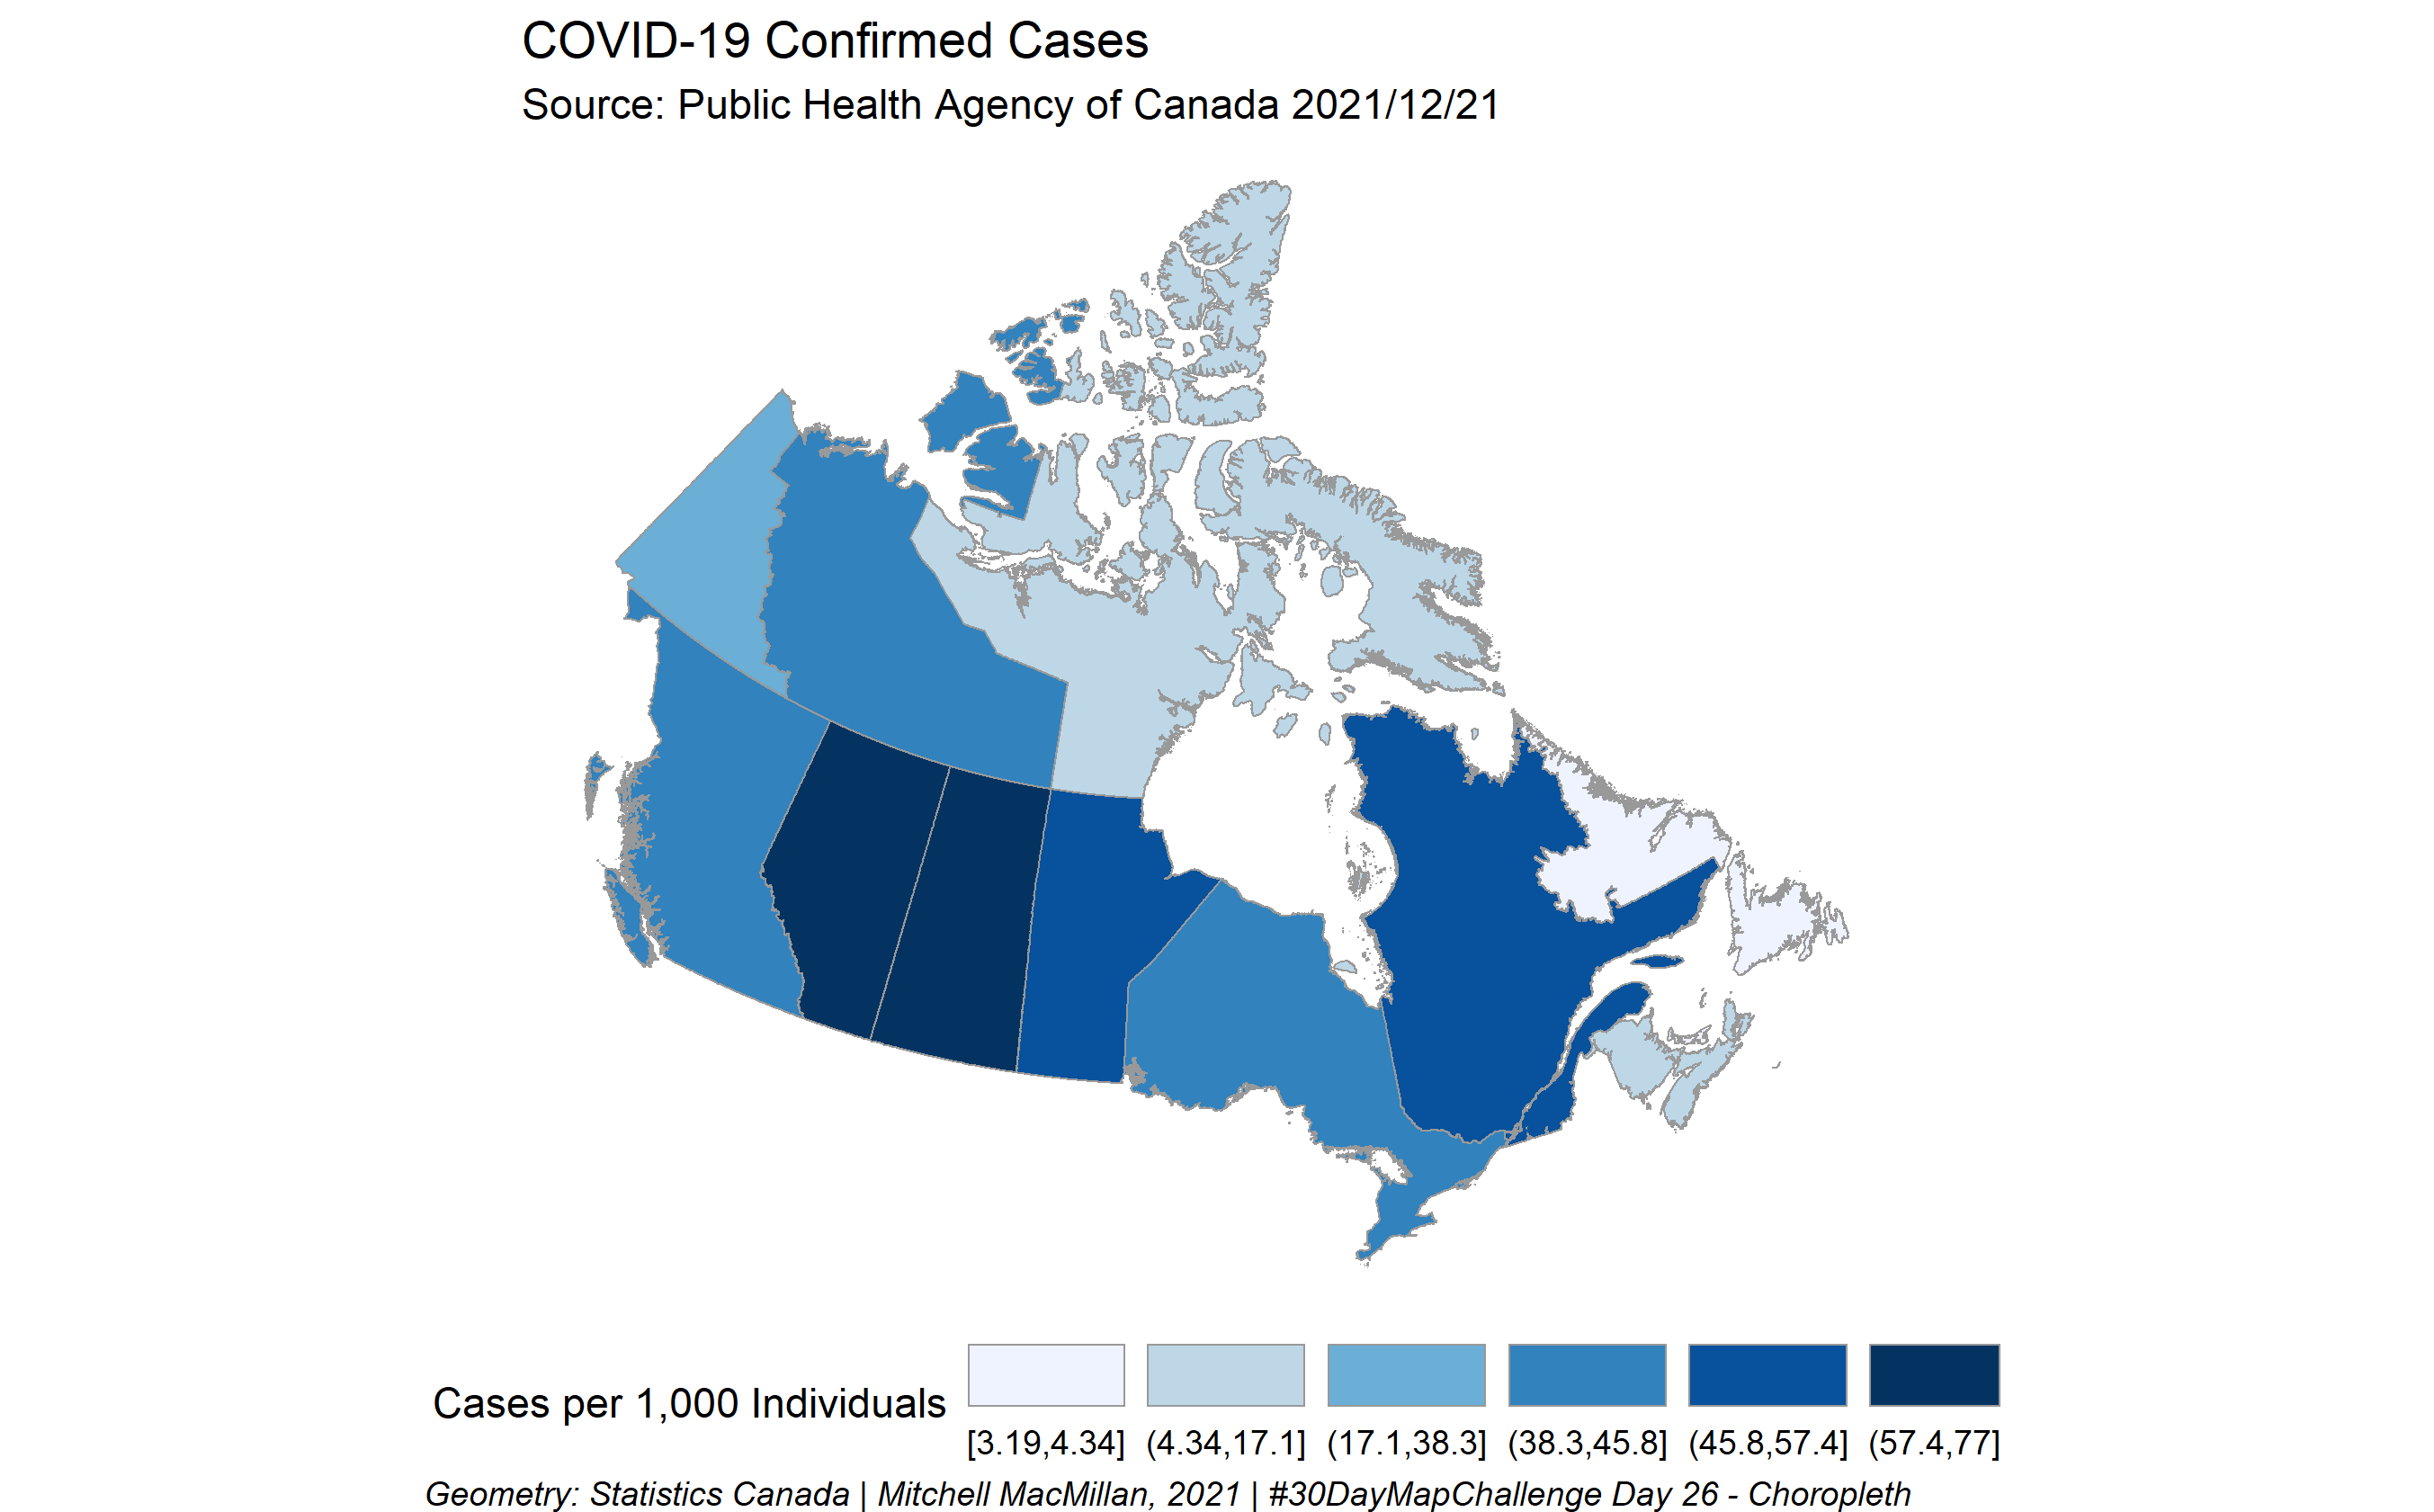 COVID-19 Confirmed Cases
Source: Public Health Agency of Canada 2021/12/21
Cases per 1,000 Individuals
[3.19,4.34] (4.34,17.1] (17.1,38.3] (38.3,45.8] (45.8,57.4] (57.4,77]
Geometry: Statistics Canada | Mitchell MacMillan, 2021 | #30DayMapChallenge Day 26 - Choropleth